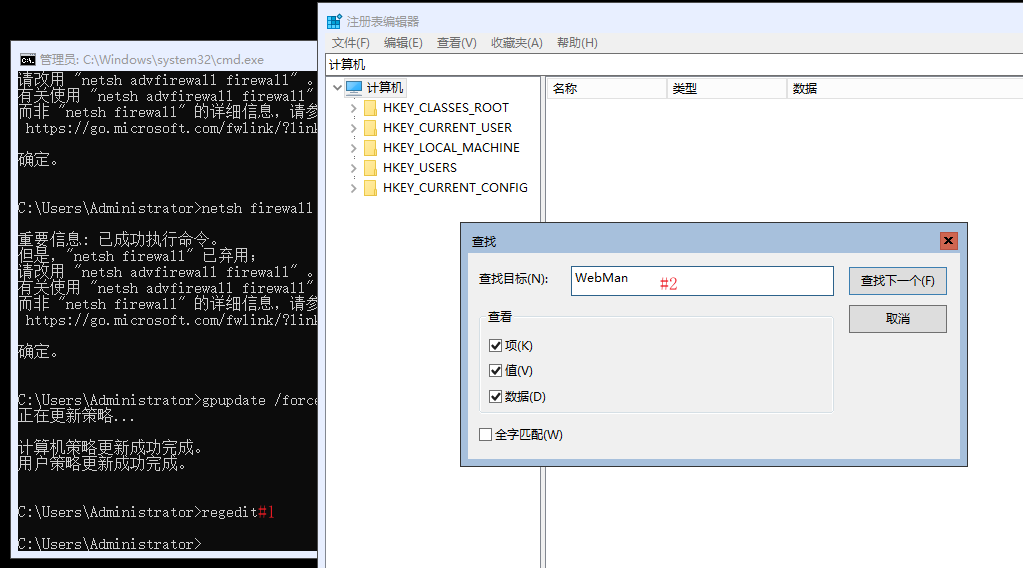 管理员: C:\Windows\system32\cmd.exe
请改用 "netsh advfirewall firewall" 。
有关使用 "netsh advfirewall firewall"
而非 "netsh firewall" 的详细信息，请参
https://go.microsoft.com/fwlink/?link
确定。
C:\Users\Administrator>netsh firewall
重要信息: 已成功执行命令。
但是，"netsh firewall" 已弃用；
请改用 "netsh advfirewall firewall" 。
有关使用 "netsh advfirewall firewall"
而非 "netsh firewall" 的详细信息，请参
https://go.microsoft.com/fwlink/?link
确定。
C:\Users\Administrator>gpupdate /force
正在更新策略...
计算机策略更新成功完成。
用户策略更新成功完成。
C:\Users\Administrator>regedit#1
C:\Users\Administrator>
注册表编辑器
文件(F) 编辑(E) 查看(V) 收藏夹(A) 帮助(H)
计算机
计算机
HKEY_CLASSES_ROOT
HKEY_CURRENT_USER
HKEY_LOCAL_MACHINE
HKEY_USERS
HKEY_CURRENT_CONFIG
名称 类型 数据
查找
查找目标(N): WebMan #2 查找下一个(F)
取消
查看
项(K)
值(V)
数据(D)
全字匹配(W)